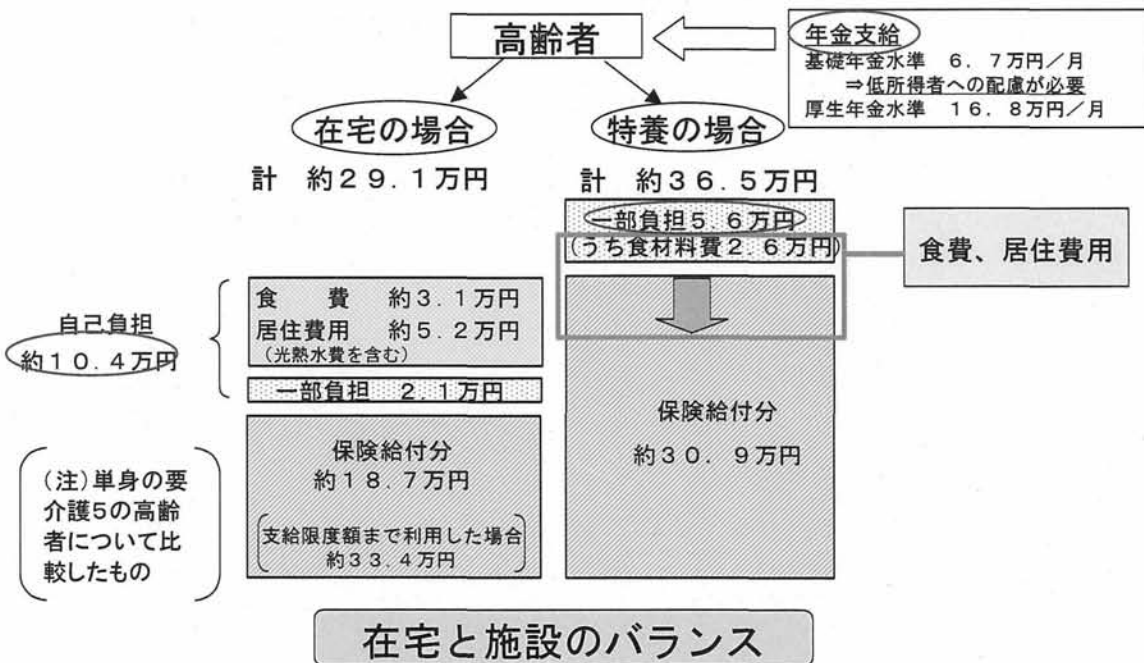 高齢者
年金支給
基礎年金水準　６．７万円／月
⇒低所得者への配慮が必要
厚生年金水準　１６．８万円／月
在宅の場合
特養の場合
計　約２９．１万円
計　約３６．５万円
一部負担５．６万円
(うち食材料費２．６万円)
食費、居住費用
食　　費　約３.１万円
居住費用　約５.２万円
(光熱水費を含む)
自己負担
約１０.４万円
一部負担　２.１万円
保険給付分
約１８.７万円
支給限度額まで利用した場合
約３３.４万円
保険給付分
約３０．９万円
(注)単身の要
介護5の高齢
者について比
較したもの
在宅と施設のバランス